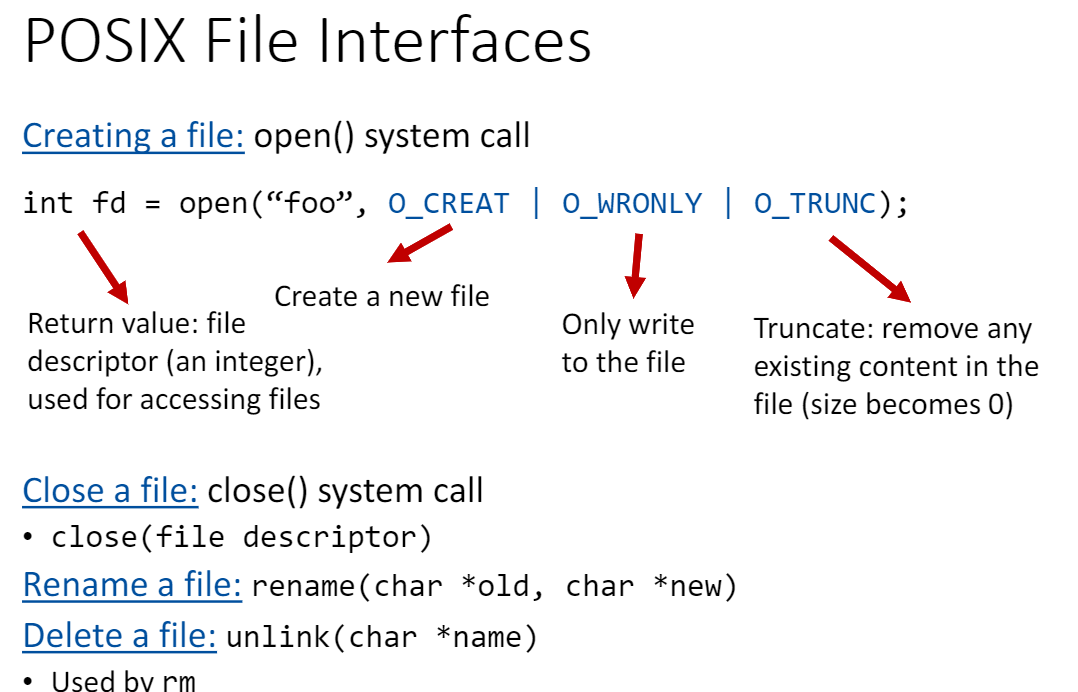 POSIX File Interfaces
Creating a file: open() system call
int fd = open(“foo”, O_CREAT | O_WRONLY | O_TRUNC);
Create a new file
Return value: file
descriptor (an integer),
used for accessing files
Only write
to the file
Truncate: remove any
existing content in the
file (size becomes 0)
Close a file: close() system call
• close(file descriptor)
Rename a file: rename(char *old, char *new)
Delete a file: unlink(char *name)
• Used by rm